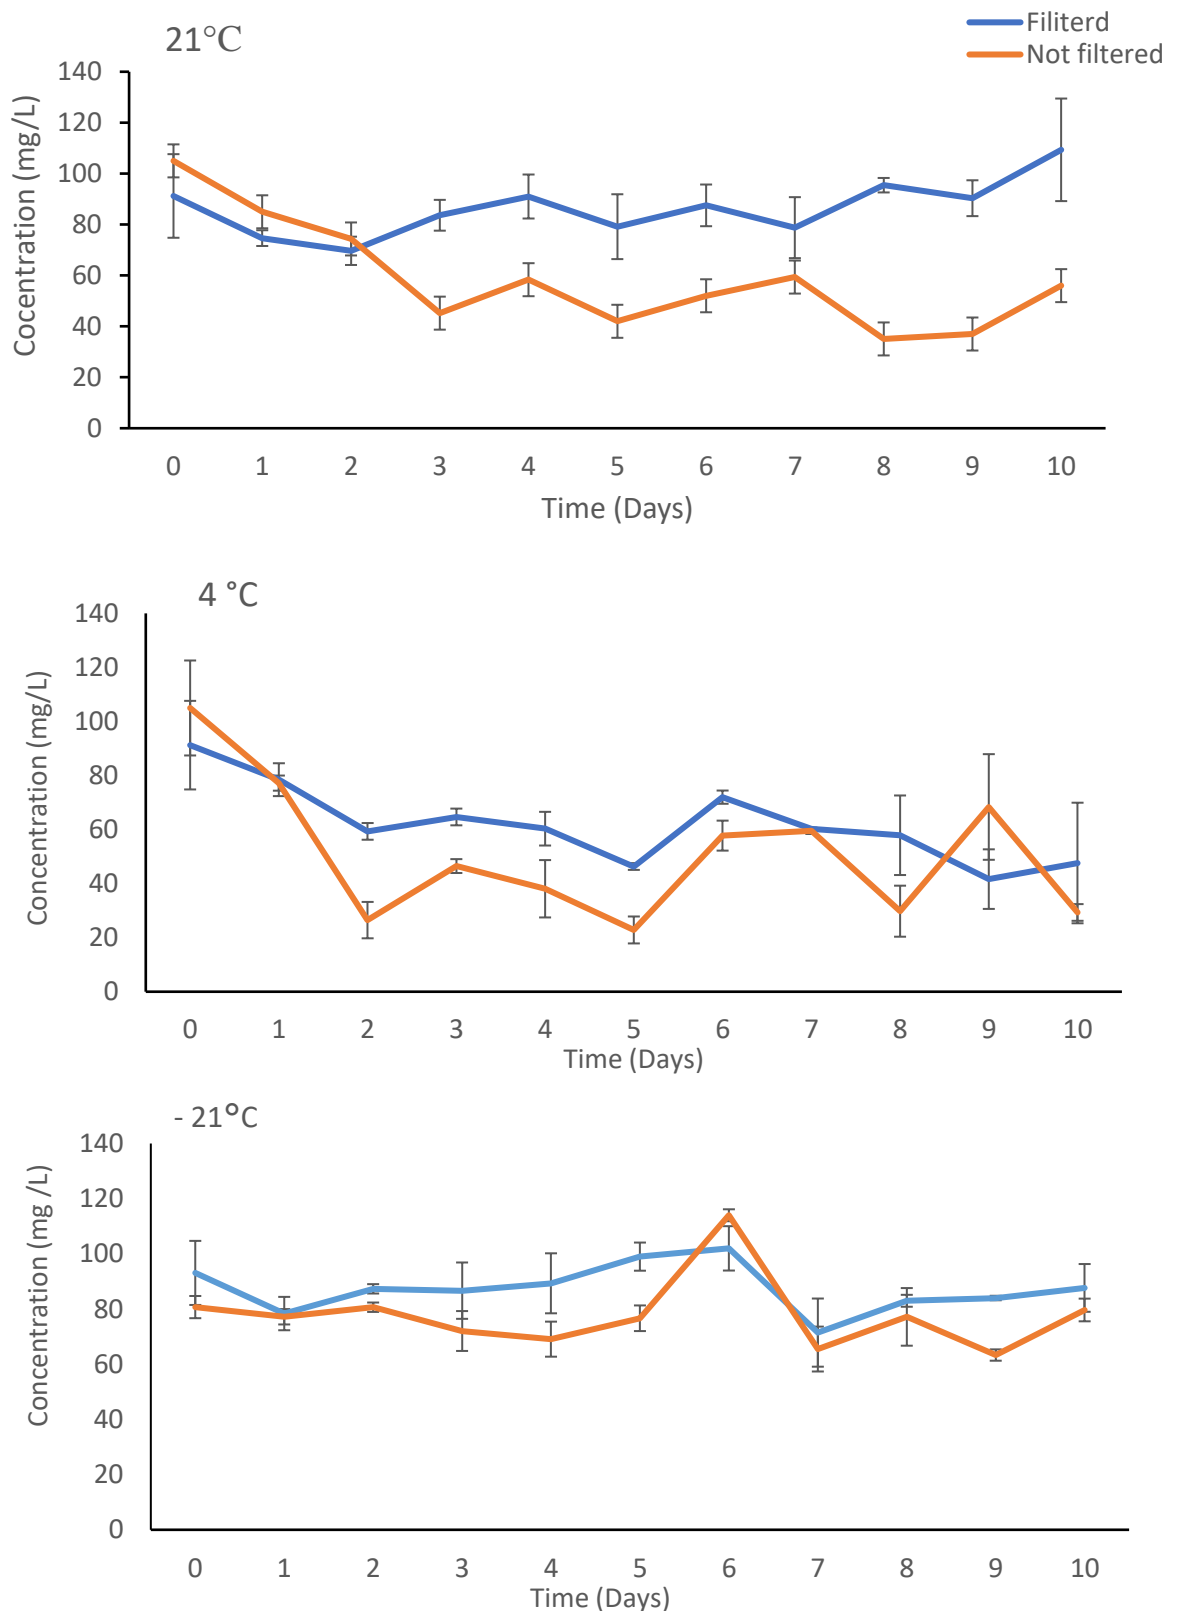 Filiterd
Not filtered
21°C
Cocentration (mg/L)
140
120
100
80
60
40
20
0
0 1 2 3 4 5 6 7 8 9 10
Time (Days)
4 °C
Concentration (mg/L)
140
120
100
80
60
40
20
0
0 1 2 3 4 5 6 7 8 9 10
Time (Days)
- 21°C
Concentration (mg /L)
140
120
100
80
60
40
20
0
0 1 2 3 4 5 6 7 8 9 10
Time (Days)